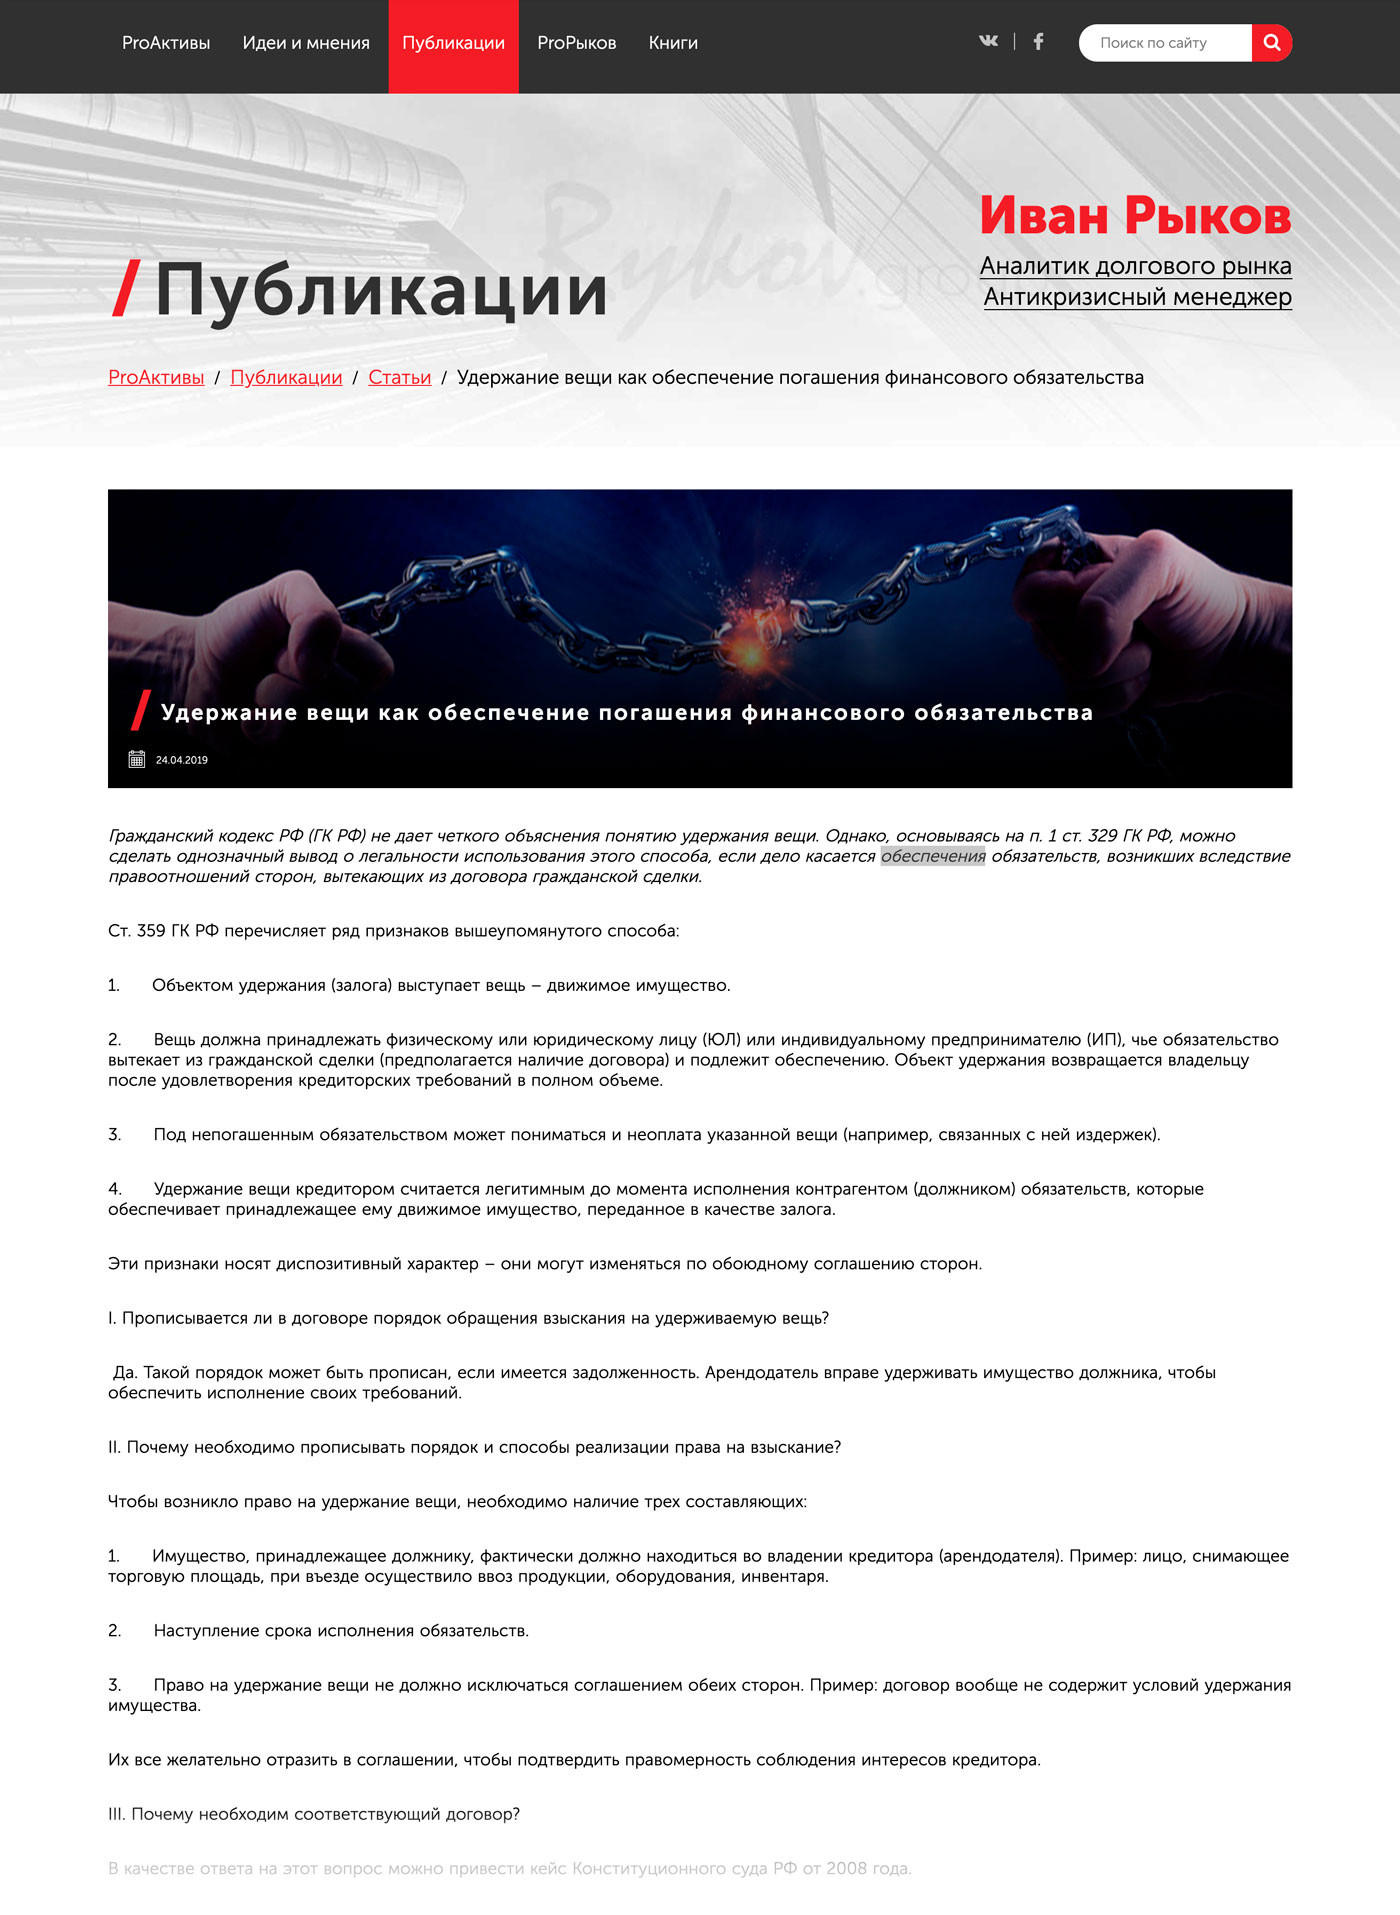 ProАктивы Идеи и мнения Публикации ProРыков Книги Поиск по сайту
Иван Рыков
Аналитик долгового рынка
Антикризисный менеджер
/ Публикации
ProАктивы / Публикации / Статьи / Удержание вещи как обеспечение погашения финансового обязательства
/ Удержание вещи как обеспечение погашения финансового обязательства
24.04.2019
Гражданский кодекс РФ (ГК РФ) не дает четкого объяснения понятию удержания вещи. Однако, основываясь на п. 1 ст. 329 ГК РФ, можно
сделать однозначный вывод о легальности использования этого способа, если дело касается обеспечения обязательств, возникших вследствие
правоотношений сторон, вытекающих из договора гражданской сделки.
Ст. 359 ГК РФ перечисляет ряд признаков вышеупомянутого способа:
1. Объектом удержания (залога) выступает вещь – движимое имущество.
2. Вещь должна принадлежать физическому или юридическому лицу (ЮЛ) или индивидуальному предпринимателю (ИП), чье обязательство
вытекает из гражданской сделки (предполагается наличие договора) и подлежит обеспечению. Объект удержания возвращается владельцу
после удовлетворения кредиторских требований в полном объеме.
3. Под непогашенным обязательством может пониматься и неоплата указанной вещи (например, связанных с ней издержек).
4. Удержание вещи кредитором считается легитимным до момента исполнения контрагентом (должником) обязательств, которые
обеспечивает принадлежащее ему движимое имущество, переданное в качестве залога.
Эти признаки носят диспозитивный характер – они могут изменяться по обоюдному соглашению сторон.
I. Прописывается ли в договоре порядок обращения взыскания на удерживаемую вещь?
Да. Такой порядок может быть прописан, если имеется задолженность. Арендодатель вправе удерживать имущество должника, чтобы
обеспечить исполнение своих требований.
II. Почему необходимо прописывать порядок и способы реализации права на взыскание?
Чтобы возникло право на удержание вещи, необходимо наличие трех составляющих:
1. Имущество, принадлежащее должнику, фактически должно находиться во владении кредитора (арендодателя). Пример: лицо, снимающее
торговую площадь, при въезде осуществило ввоз продукции, оборудования, инвентаря.
2. Наступление срока исполнения обязательств.
3. Право на удержание вещи не должно исключаться соглашением обеих сторон. Пример: договор вообще не содержит условий удержания
имущества.
Их все желательно отразить в соглашении, чтобы подтвердить правомерность соблюдения интересов кредитора.
III. Почему необходим соответствующий договор?
В качестве ответа на этот вопрос можно привести кейс Конституционного суда РФ от 2008 года.